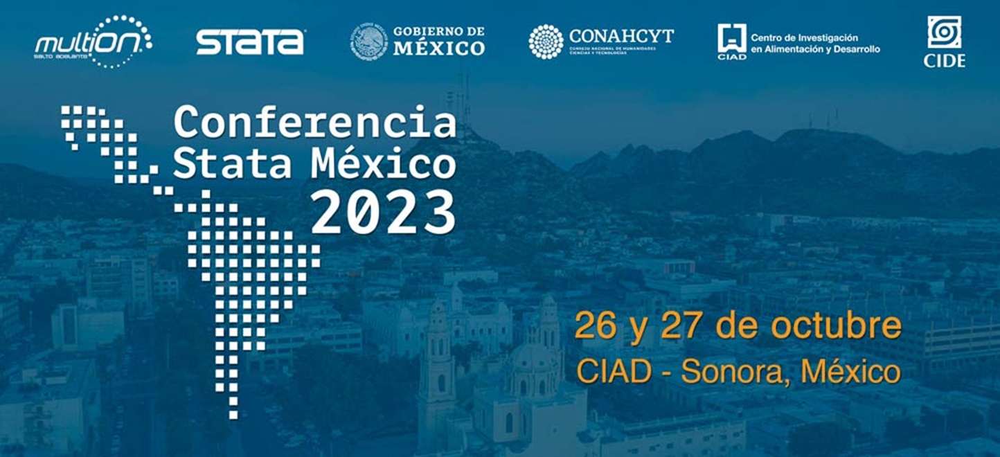 multiON
SALTO ADELANTE
STATA
GOBIERNO DE
MÉXICO
CONAHCYT
CONSEJO NACIONAL DE HUMANIDADES
CIENCIAS Y TECNOLOGÍAS
CIAD
Centro de Investigación
en Alimentación y Desarrollo
CIDE
Conferencia
Stata México
2023
26 y 27 de octubre
CIAD - Sonora, México